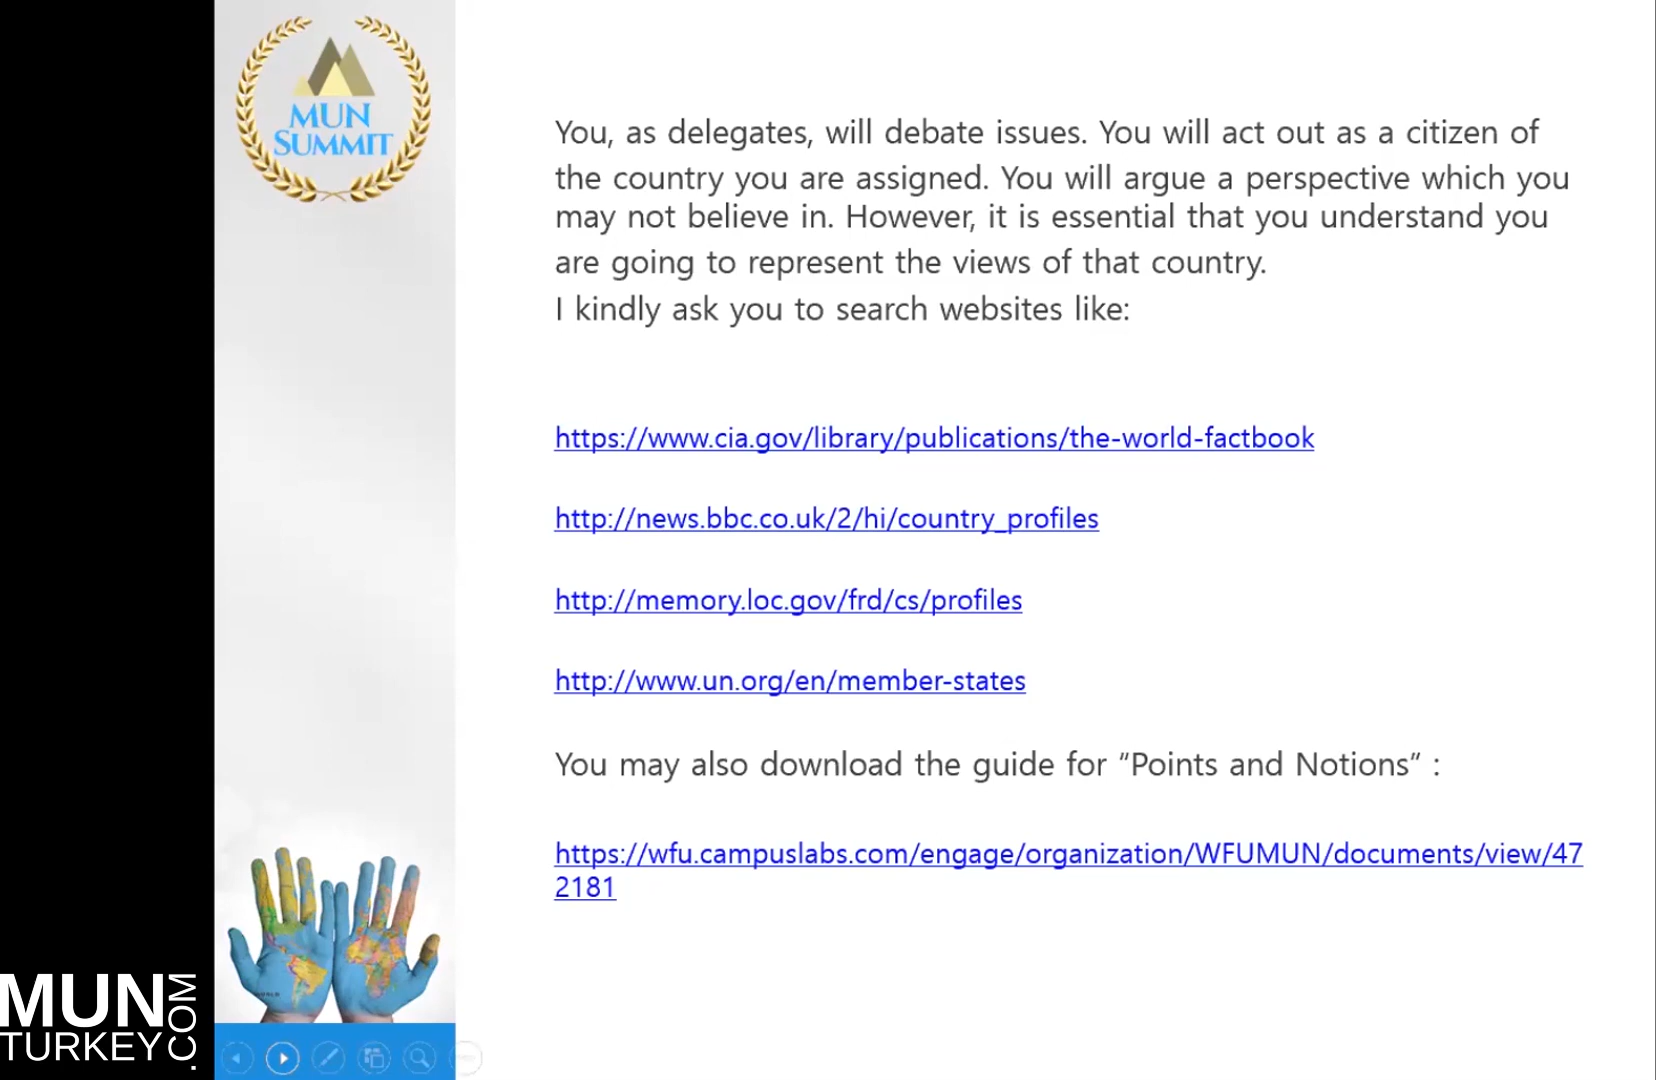 MUN
SUMMIT
You, as delegates, will debate issues. You will act out as a citizen of
the country you are assigned. You will argue a perspective which you
may not believe in. However, it is essential that you understand you
are going to represent the views of that country.
I kindly ask you to search websites like:
https://www.cia.gov/library/publications/the-world-factbook
http://news.bbc.co.uk/2/hi/country_profiles
http://memory.loc.gov/frd/cs/profiles
http://www.un.org/en/member-states
You may also download the guide for “Points and Notions” :
https://wfu.campuslabs.com/engage/organization/WFUMUN/documents/view/47
2181
MUN
TURKEY
.COM